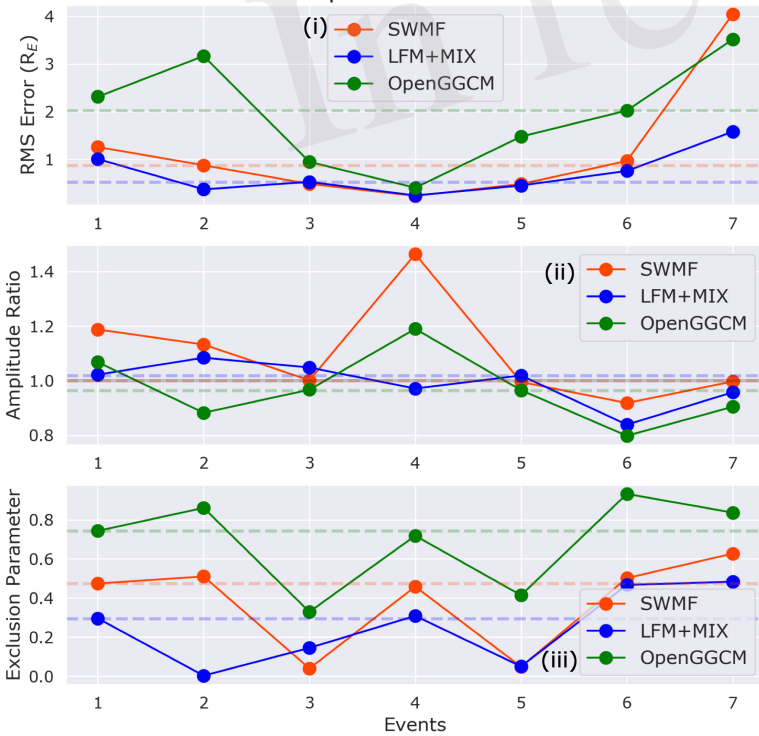 (i)
SWMF
LFM+MIX
OpenGGCM
RMS Error (R_E)
4
3
2
1
1 2 3 4 5 6 7
(ii)
SWMF
LFM+MIX
OpenGGCM
Amplitude Ratio
1.4
1.2
1.0
0.8
1 2 3 4 5 6 7
Exclusion Parameter
0.8
0.6
0.4
0.2
0.0
SWMF
LFM+MIX
OpenGGCM
(iii)
1 2 3 4 5 6 7
Events